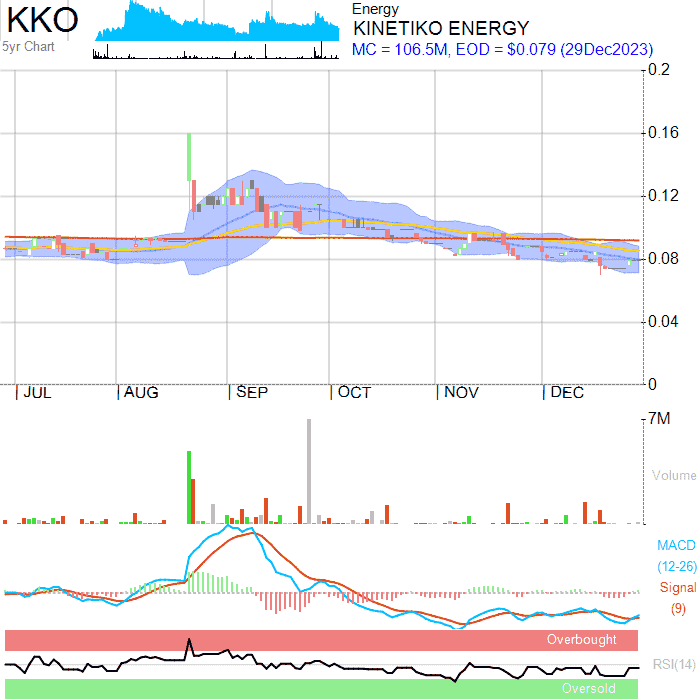 KKO
5yr Chart
Energy
KINETIKO ENERGY
MC = 106.5M, EOD = $0.079 (29Dec2023)
0.2
0.16
0.12
0.08
0.04
0
JUL AUG SEP OCT NOV DEC
7M
Volume
MACD
(12-26)
Signal
(9)
Overbought
RSI(14)
Oversold